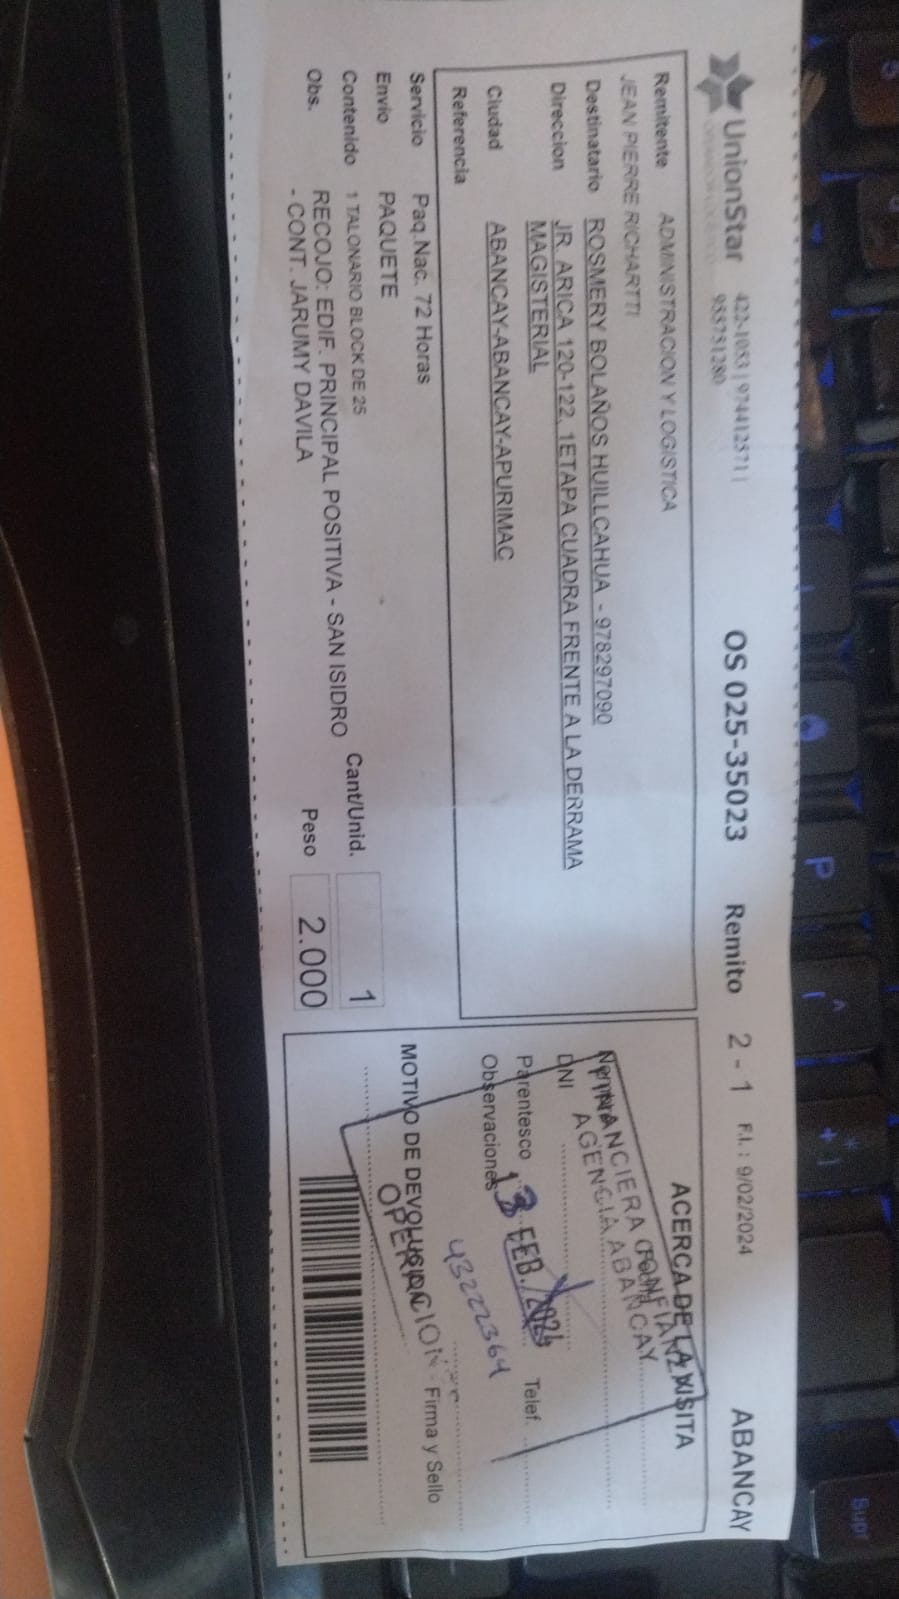 UnionStar
422-1053 | 974412571 |
955751280
OS 025-35023 Remito 2 - 1 F.I. : 9/02/2024 ABANCAY
Remitente ADMINISTRACION Y LOGISTICA
JEAN PIERRE RICHARTTI
Destinatario ROSMERY BOLAÑOS HUILLCAHUA - 978297090
Direccion JR. ARICA 120-122, 1ETAPA CUADRA FRENTE A LA DERRAMA
MAGISTERIAL
Ciudad ABANCAY-ABANCAY-APURIMAC
Referencia
Servicio Paq.Nac. 72 Horas
Envio PAQUETE
Contenido 1 TALONARIO BLOCK DE 25
Cant/Unid. 1
Obs. RECOJO: EDIF. PRINCIPAL POSITIVA - SAN ISIDRO
- CONT. JARUMY DAVILA
Peso 2.000
ACERCA DE LA VISITA
FINANCIERA CONFIANZA
AGENCIA ABANCAY
DNI
Parentesco
Telef.
13 FEB. 2024
Observaciones
43222364
MOTIVO DE DEVOLUCION
OPERACION
Firma y Sello